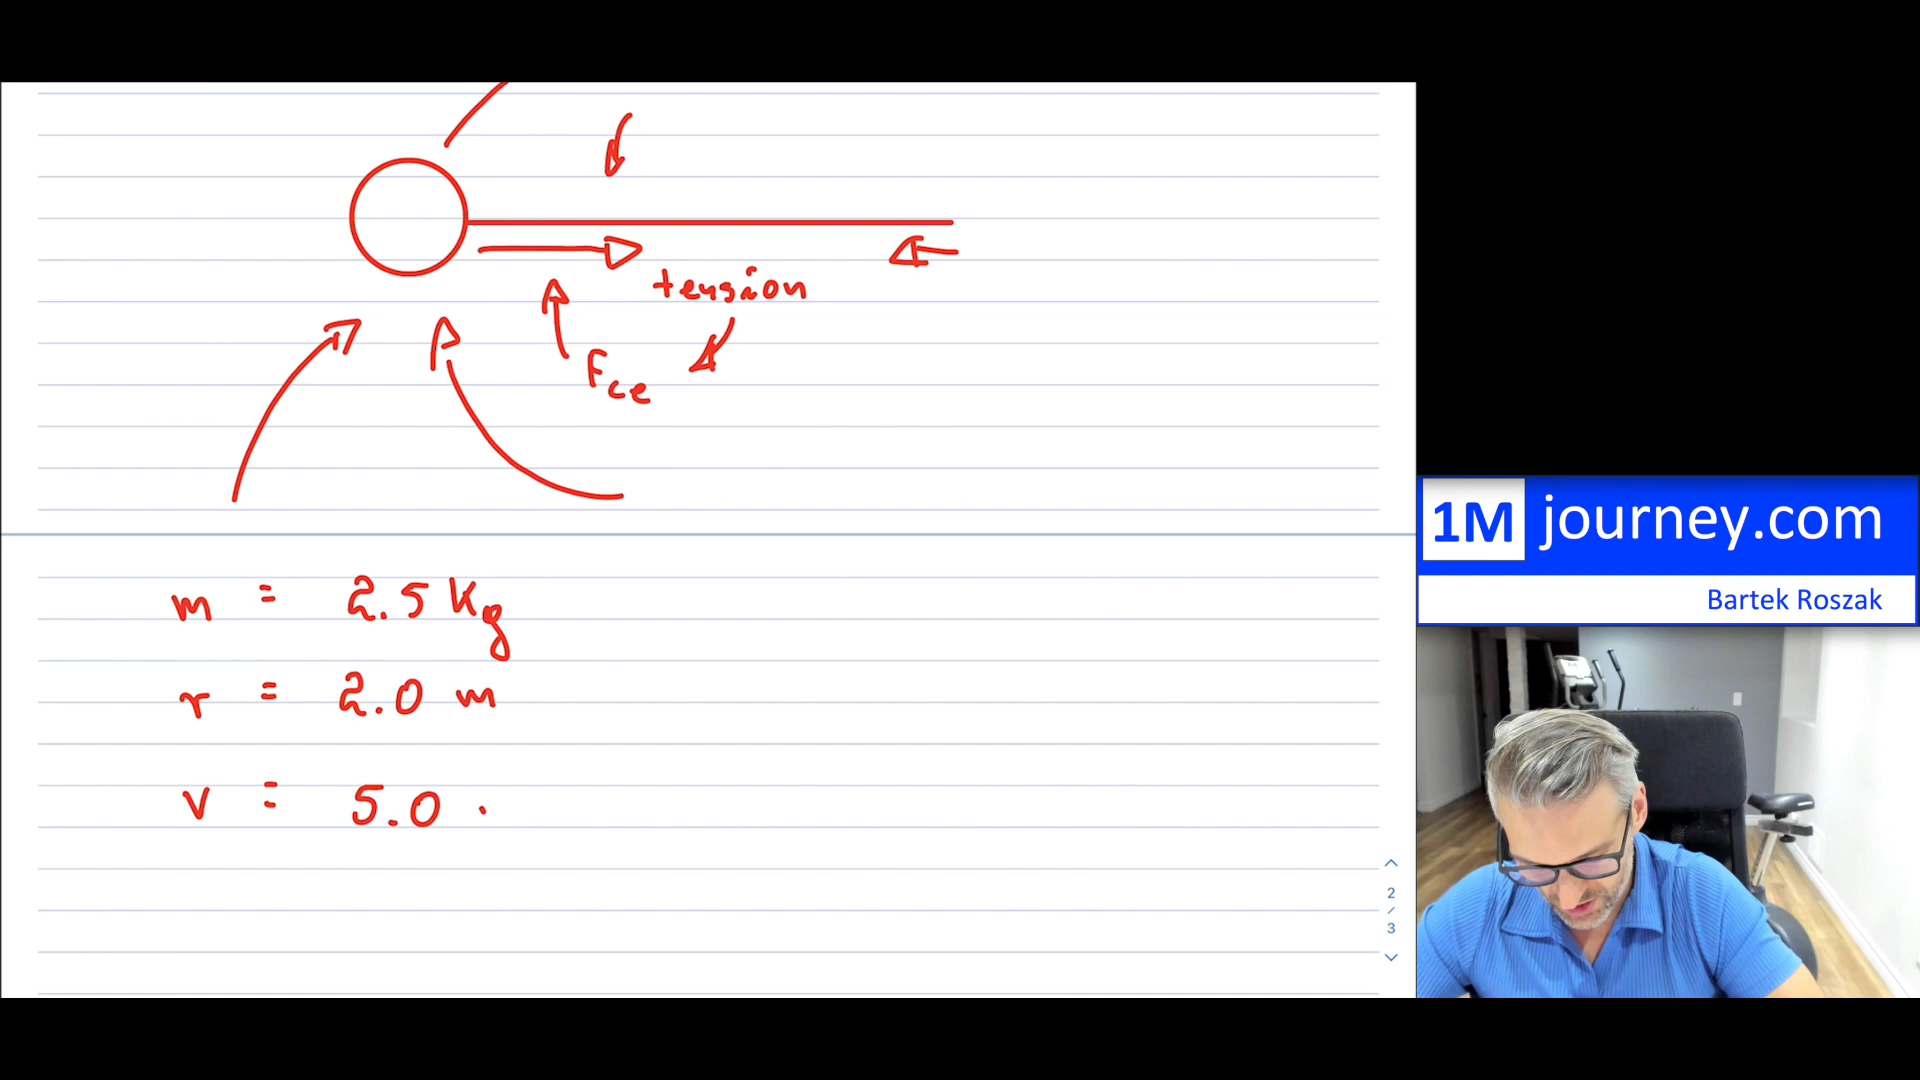 tension
Fce
m = 2.5 kg
r = 2.0 m
v = 5.0
1M journey.com
Bartek Roszak
2
/
3